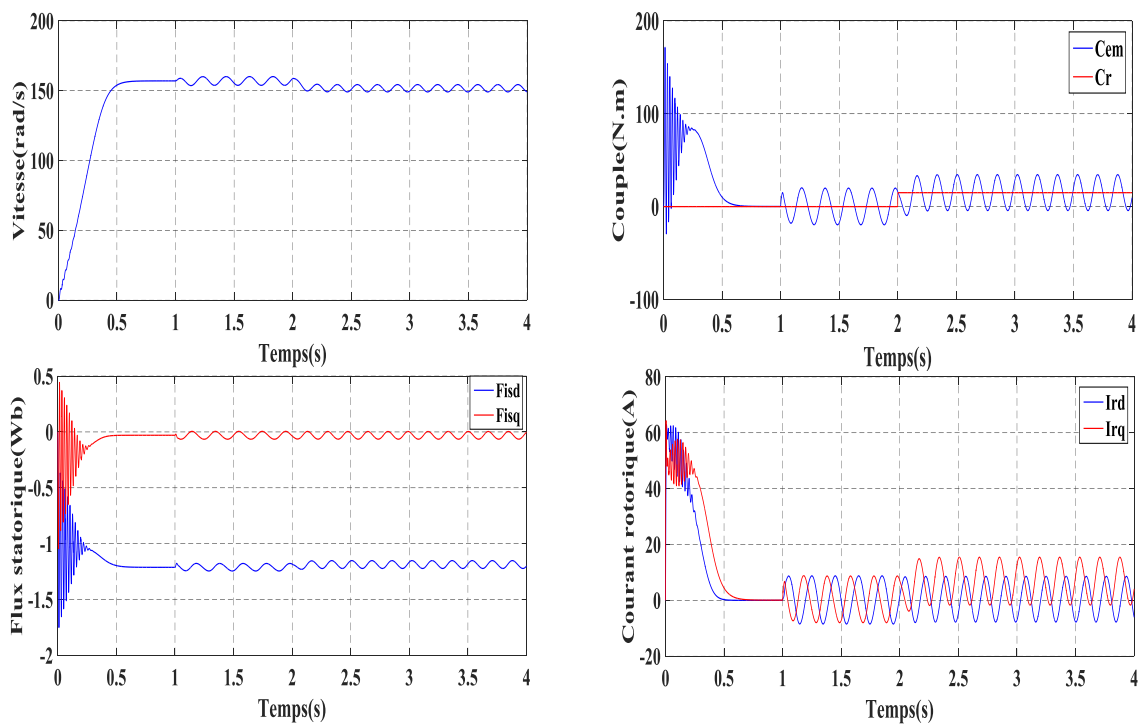 Vitesse(rad/s)
200
150
100
50
0
0 0.5 1 1.5 2 2.5 3 3.5 4
Temps(s)
Couple(N.m)
200
100
0
-100
Cem
Cr
0 0.5 1 1.5 2 2.5 3 3.5 4
Temps(s)
Flux statorique(Wb)
0.5
0
-0.5
-1
-1.5
-2
Fisd
Fisq
0 0.5 1 1.5 2 2.5 3 3.5 4
Temps(s)
Courant rotorique(A)
80
60
40
20
0
-20
Ird
Irq
0 0.5 1 1.5 2 2.5 3 3.5 4
Temps(s)